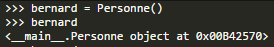 >>> bernard = Personne()
>>> bernard
<__main__.Personne object at 0x00B42570>